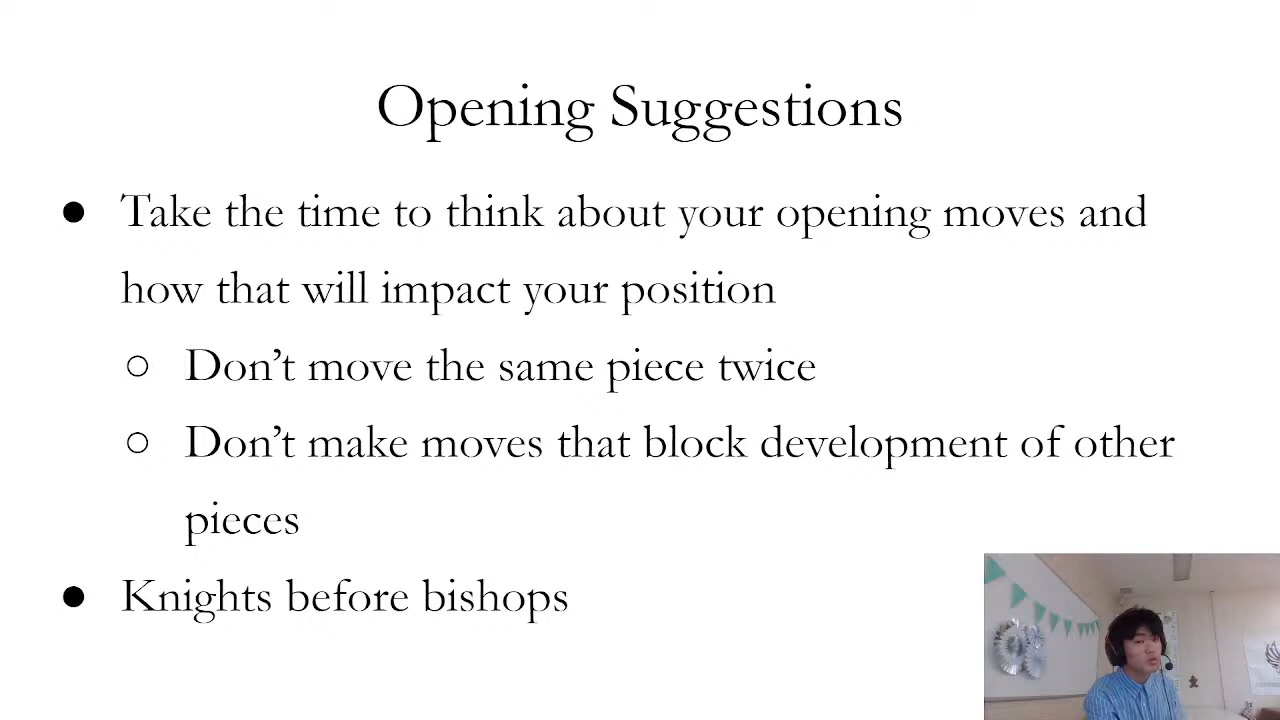 Opening Suggestions
● Take the time to think about your opening moves and
how that will impact your position
○ Don’t move the same piece twice
○ Don’t make moves that block development of other
pieces
● Knights before bishops